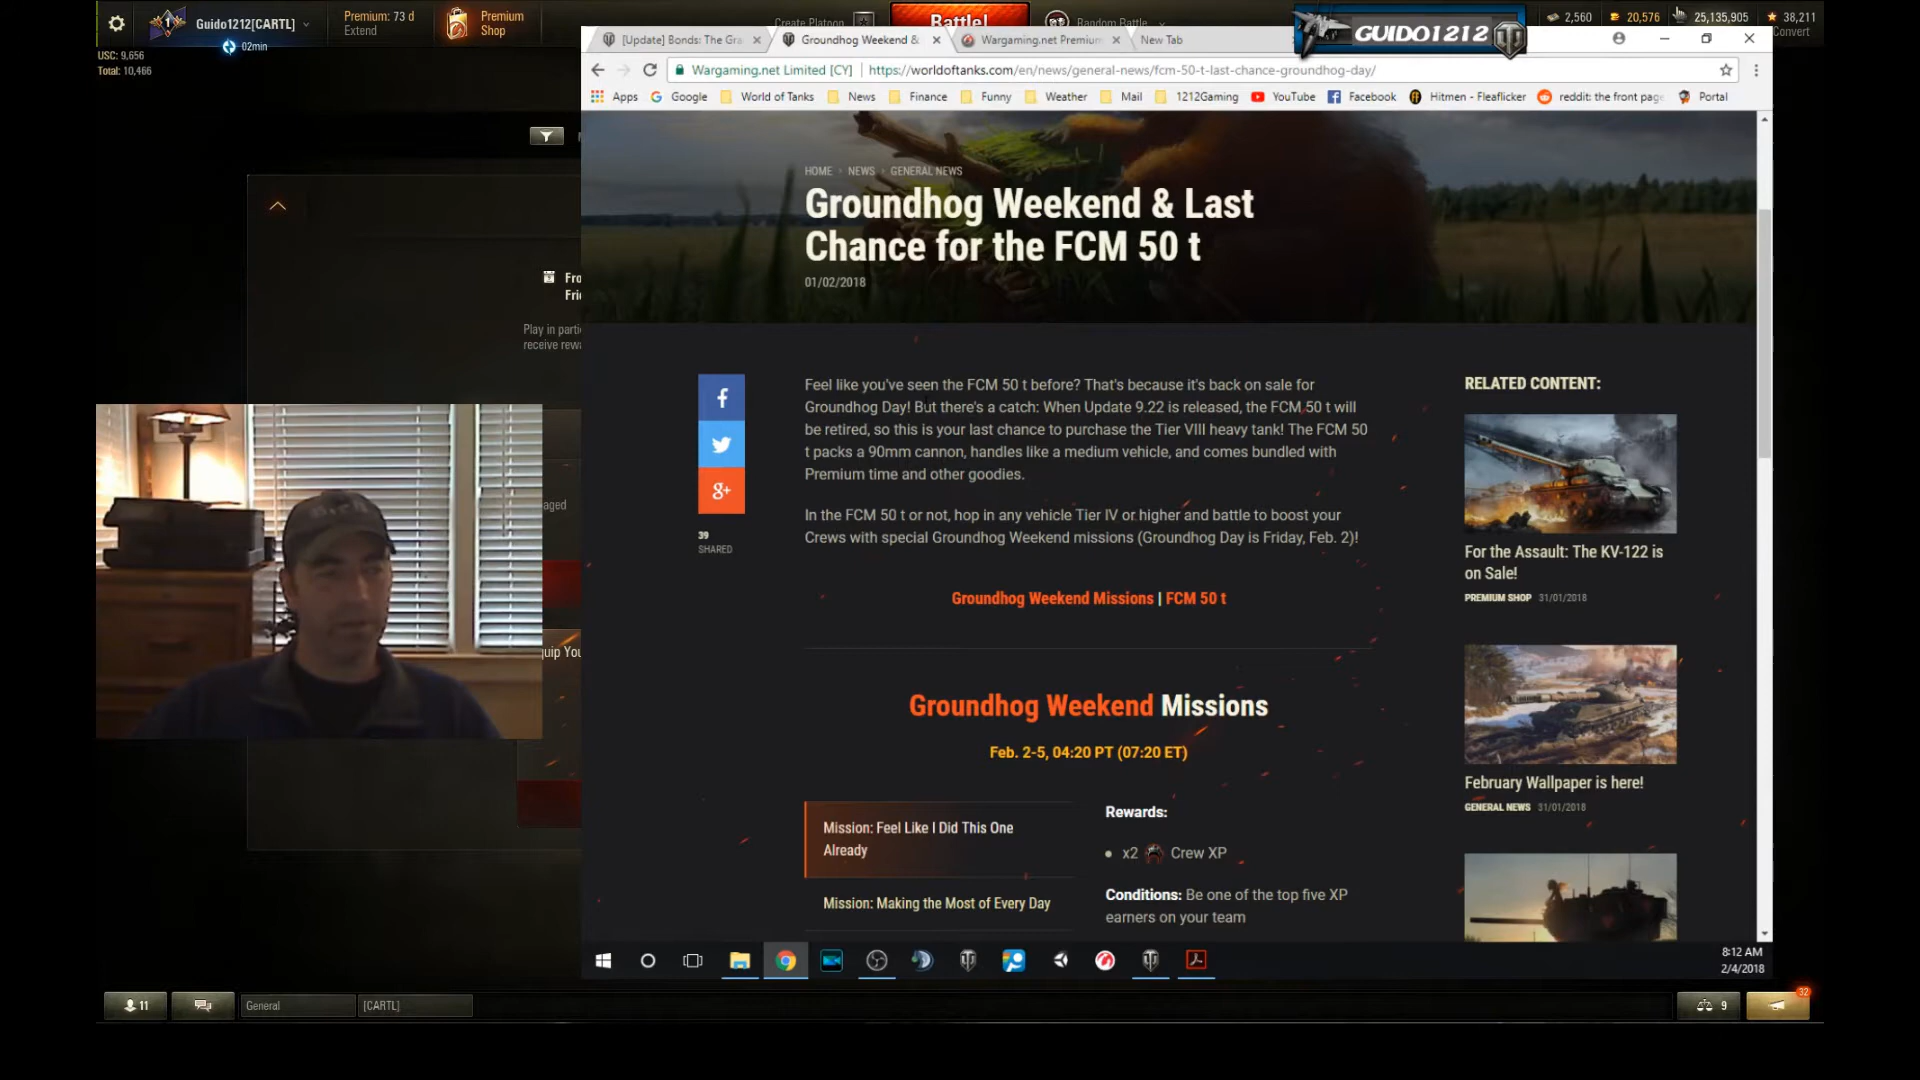 Guido1212[CARTL]
Premium: 73 d
Extend
Premium
Shop
02min
USC: 9,656
Total: 10,466
Create Platoon
Battle!
Random Battle
2,560
20,576
25,135,905
38,211
Convert
GUIDO1212
[Update] Bonds: The Gra
Groundhog Weekend &
Wargaming.net Premium
New Tab
Wargaming.net Limited [CY]
https://worldoftanks.com/en/news/general-news/fcm-50-t-last-chance-groundhog-day/
Apps
Google
World of Tanks
News
Finance
Funny
Weather
Mail
1212Gaming
YouTube
Facebook
Hitmen - Fleaflicker
reddit: the front page
Portal
HOME
NEWS
GENERAL NEWS
Groundhog Weekend & Last
Chance for the FCM 50 t
01/02/2018
Fro
Frie
Play in parti
receive rewa
aged
quip You
39
SHARED
Feel like you've seen the FCM 50 t before? That's because it's back on sale for
Groundhog Day! But there's a catch: When Update 9.22 is released, the FCM 50 t will
be retired, so this is your last chance to purchase the Tier VIII heavy tank! The FCM 50
t packs a 90mm cannon, handles like a medium vehicle, and comes bundled with
Premium time and other goodies.
In the FCM 50 t or not, hop in any vehicle Tier IV or higher and battle to boost your
Crews with special Groundhog Weekend missions (Groundhog Day is Friday, Feb. 2)!
Groundhog Weekend Missions | FCM 50 t
Groundhog Weekend Missions
Feb. 2-5, 04:20 PT (07:20 ET)
Mission: Feel Like I Did This One
Already
Mission: Making the Most of Every Day
Rewards:
x2 Crew XP
Conditions: Be one of the top five XP
earners on your team
RELATED CONTENT:
For the Assault: The KV-122 is
on Sale!
PREMIUM SHOP 31/01/2018
February Wallpaper is here!
GENERAL NEWS 31/01/2018
8:12 AM
2/4/2018
11
General
[CARTL]
9
32